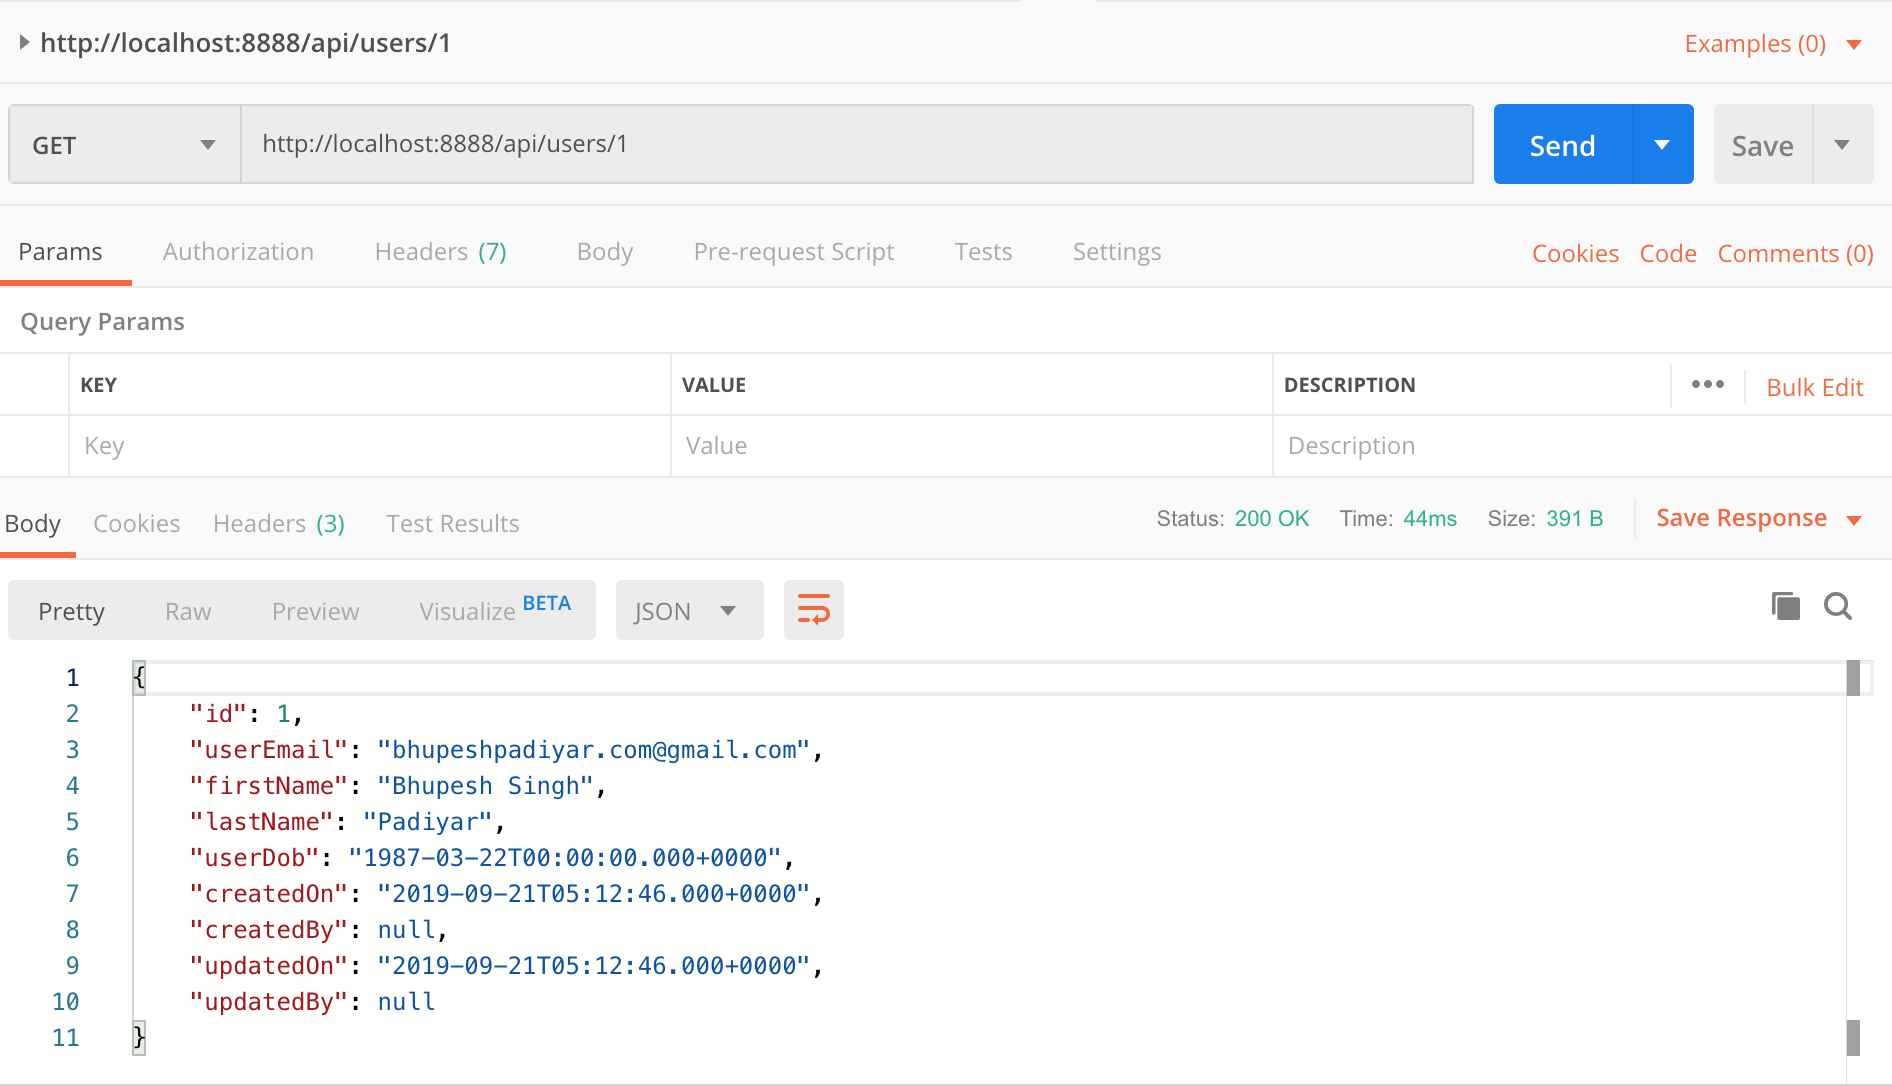 http://localhost:8888/api/users/1 Examples (0)
GET http://localhost:8888/api/users/1 Send Save
Params Authorization Headers (7) Body Pre-request Script Tests Settings Cookies Code Comments (0)
Query Params
KEY VALUE DESCRIPTION ••• Bulk Edit
Key Value Description
Body Cookies Headers (3) Test Results Status: 200 OK Time: 44ms Size: 391 B Save Response
Pretty Raw Preview Visualize BETA JSON
1 {
2 "id": 1,
3 "userEmail": "bhupeshpadiyar.com@gmail.com",
4 "firstName": "Bhupesh Singh",
5 "lastName": "Padiyar",
6 "userDob": "1987-03-22T00:00:00.000+0000",
7 "createdOn": "2019-09-21T05:12:46.000+0000",
8 "createdBy": null,
9 "updatedOn": "2019-09-21T05:12:46.000+0000",
10 "updatedBy": null
11 }